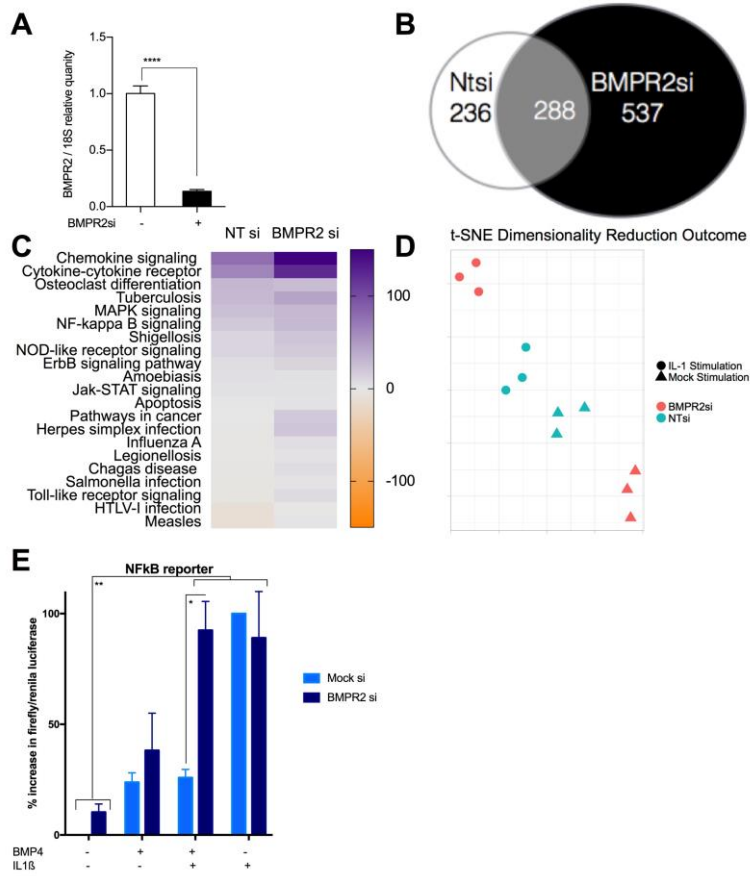 A
BMPR2 / 18S relative quanity
1.5
1.0
0.5
0.0
****
BMPR2si
-
+
B
Ntsi
236
288
BMPR2si
537
C
NT si
BMPR2 si
Chemokine signaling
Cytokine-cytokine receptor
Osteoclast differentiation
Tuberculosis
MAPK signaling
NF-kappa B signaling
Shigellosis
NOD-like receptor signaling
ErbB signaling pathway
Amoebiasis
Jak-STAT signaling
Apoptosis
Pathways in cancer
Herpes simplex infection
Influenza A
Legionellosis
Chagas disease
Salmonella infection
Toll-like receptor signaling
HTLV-I infection
Measles
100
0
-100
D
t-SNE Dimensionality Reduction Outcome
IL-1 Stimulation
Mock Stimulation
BMPR2si
NTsi
E
NFkB reporter
% increase in firefly/renila luciferase
100
50
0
**
*
Mock si
BMPR2 si
BMP4 - + + -
IL1ß - - + +